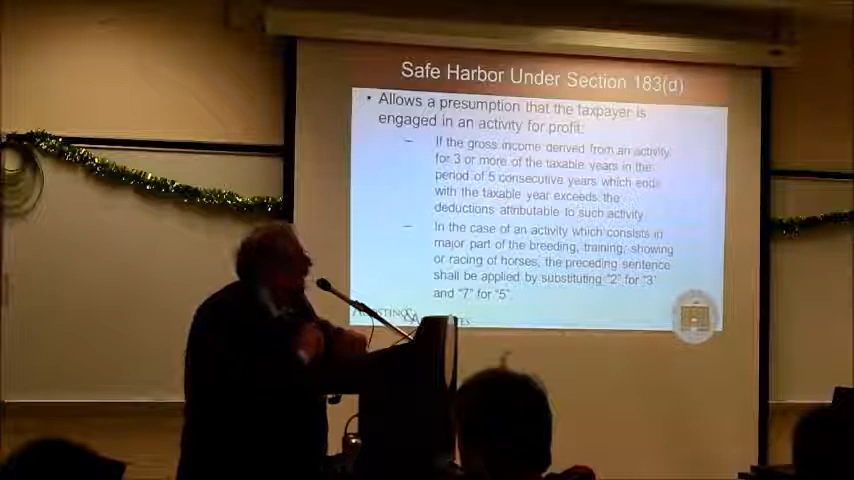 Safe Harbor Under Section 183(d)
• Allows a presumption that the taxpayer is
engaged in an activity for profit:
– If the gross income derived from an activity
for 3 or more of the taxable years in the
period of 5 consecutive years which ends
with the taxable year exceeds the
deductions attributable to such activity
– In the case of an activity which consists in
major part of the breeding, training, showing
or racing of horses, the preceding sentence
shall be applied by substituting “2” for “3”
and “7” for “5”.